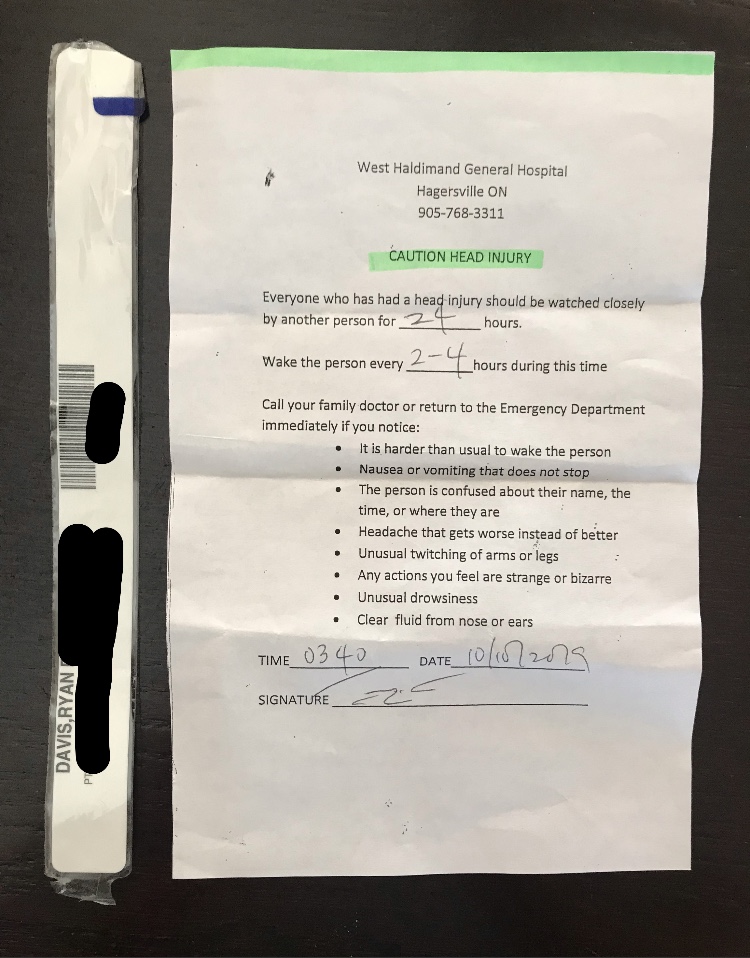 West Haldimand General Hospital
Hagersville ON
905-768-3311
CAUTION HEAD INJURY
Everyone who has had a head injury should be watched closely
by another person for 24 hours.
Wake the person every 2-4 hours during this time
Call your family doctor or return to the Emergency Department
immediately if you notice:
• It is harder than usual to wake the person
• Nausea or vomiting that does not stop
• The person is confused about their name, the
time, or where they are
• Headache that gets worse instead of better
• Unusual twitching of arms or legs
• Any actions you feel are strange or bizarre
• Unusual drowsiness
• Clear fluid from nose or ears
TIME 0340 DATE 10/10/2019
SIGNATURE
DAVIS,RYAN